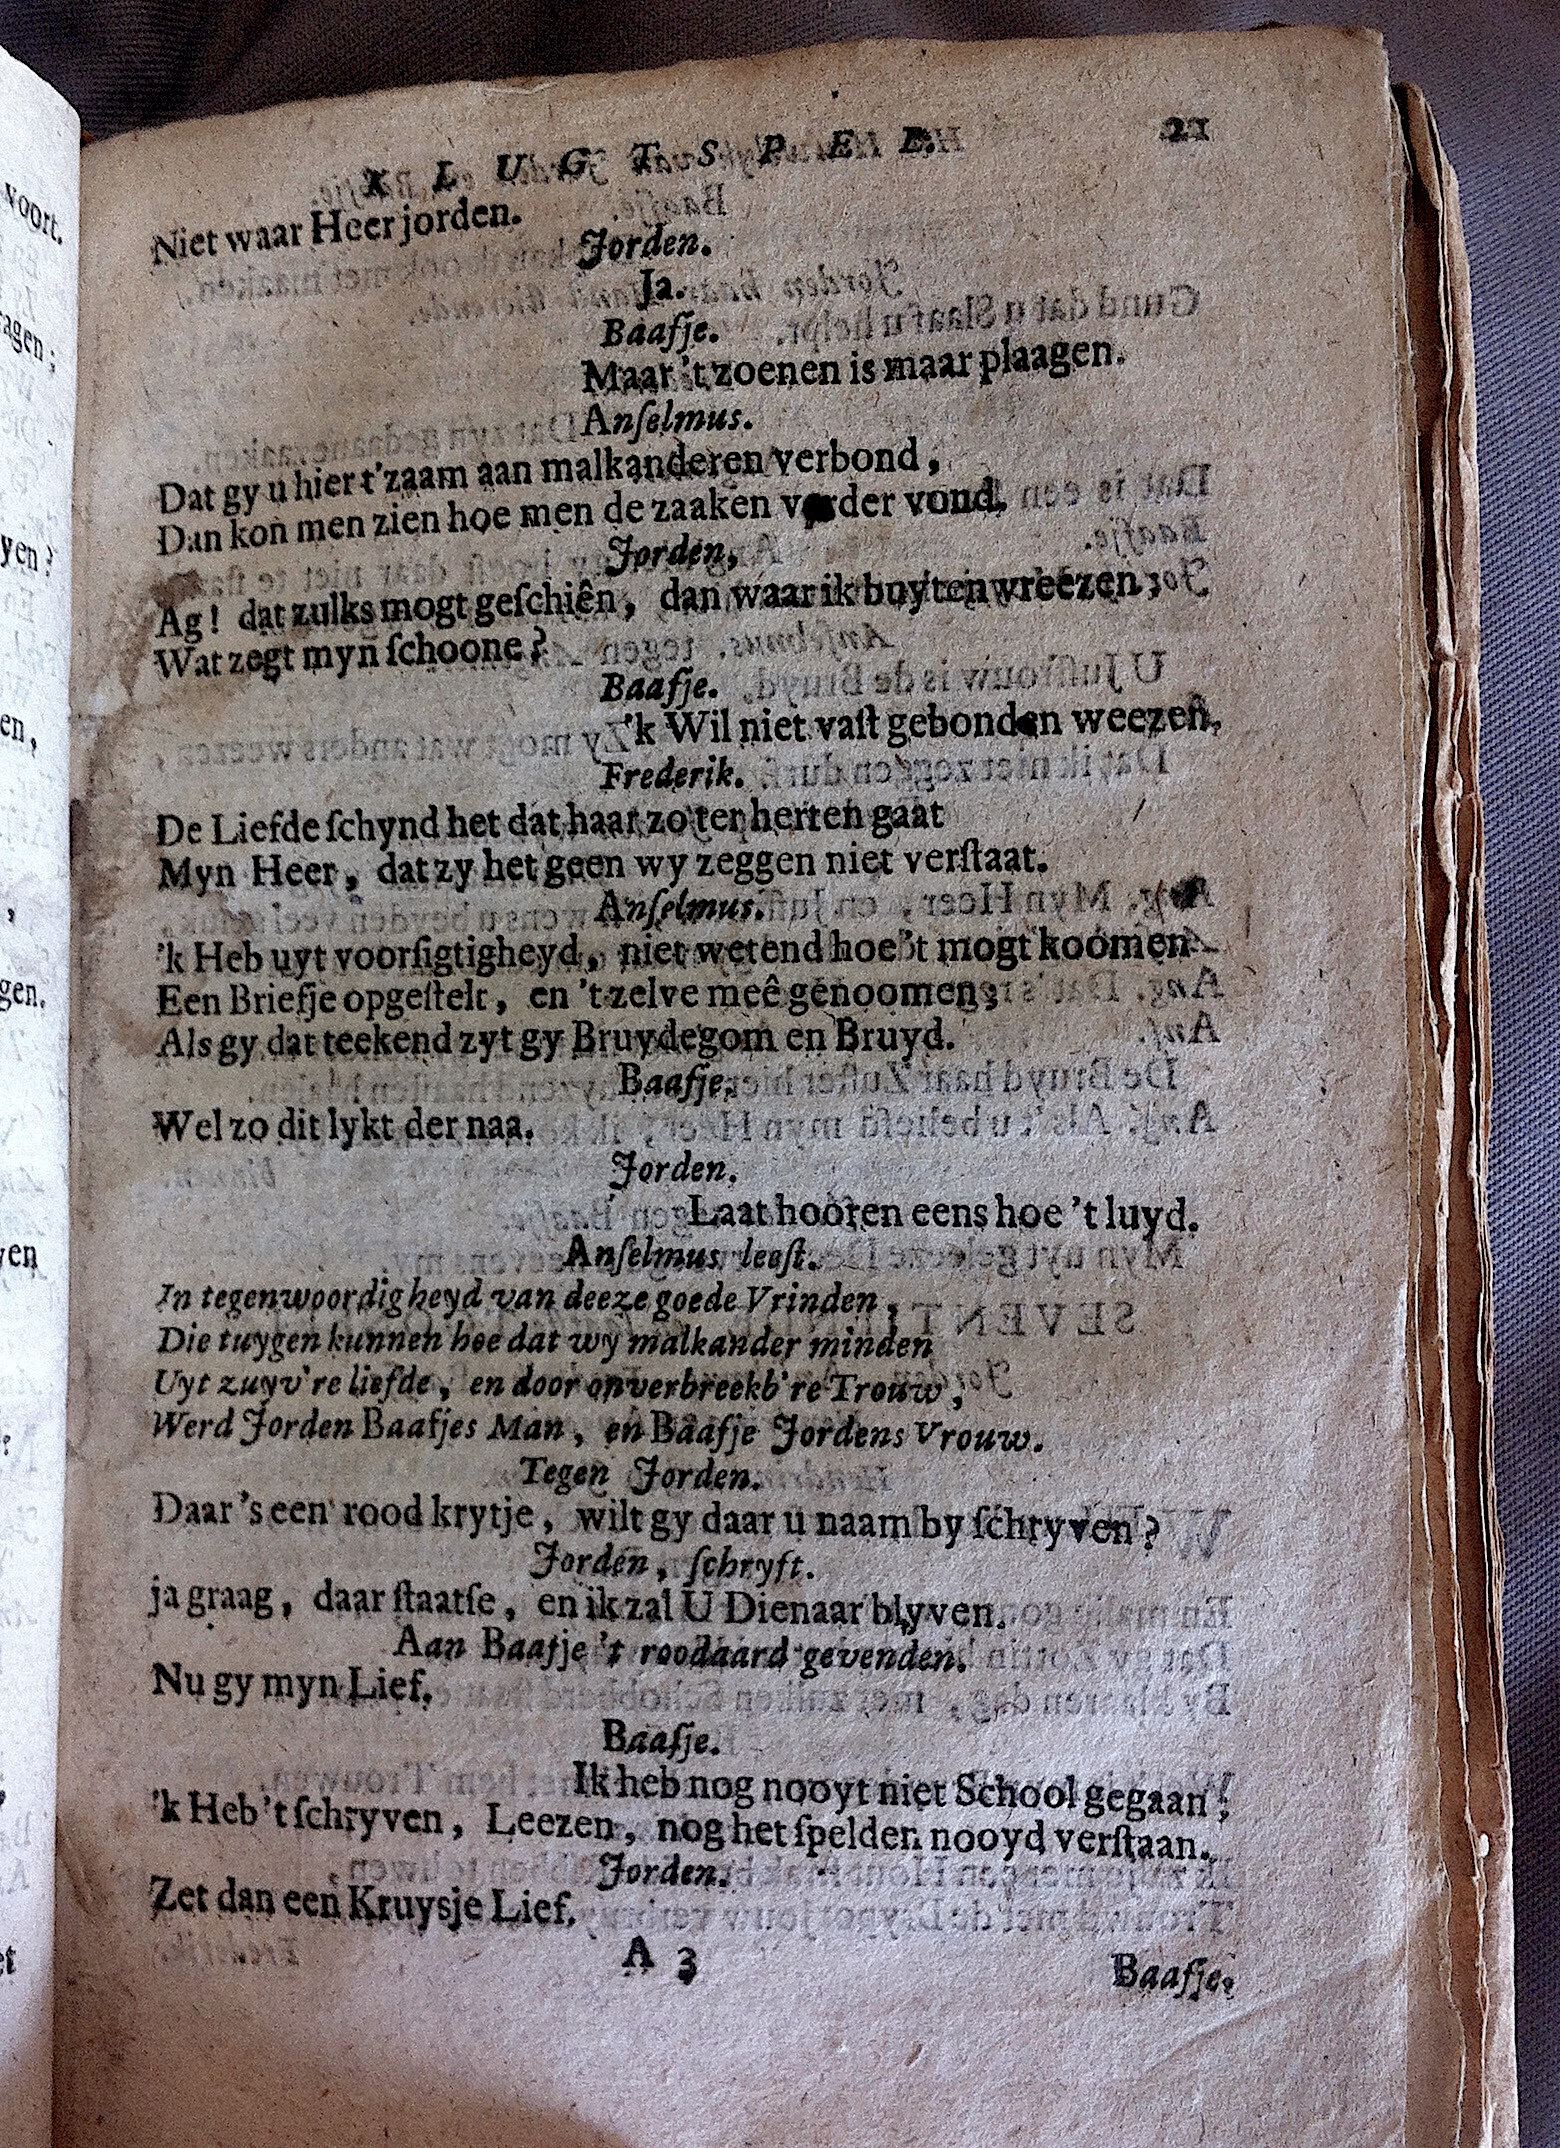 K L U G T S P E L. 21
Niet waar Heer jorden.
Jorden.
Ja.
Baaſje.
Maar 't zoenen is maar plaagen.
Anſelmus.
Dat gy u hier t'zaam aan malkanderen verbond,
Dan kon men zien hoe men de zaaken verder vond.
Jorden,
Ag! dat zulks mogt geſchiên, dan waar ik buyten vreezen,
Wat zegt myn ſchoone?
Baaſje.
'k Wil niet vaſt gebonden weezen,
Frederik.
De Liefde ſchynd het dat haar zo ter herten gaat
Myn Heer, dat zy het geen wy zeggen niet verſtaat.
Anſelmus.
'k Heb uyt voorſigtigheyd, niet wetend hoe't mogt koomen
Een Briefje opgeſtelt, en 't zelve meê genoomen,
Als gy dat teekend zyt gy Bruydegom en Bruyd.
Baaſje,
Wel zo dit lykt der naa.
Jorden.
Laat hooren eens hoe 't luyd.
Anſelmus leeſt.
In tegenwoordigheyd van deeze goede Vrinden,
Die tuygen kunnen hoe dat wy malkander minden
Uyt zuyv're liefde, en door onverbreekb're Trouw,
Werd Jorden Baaſjes Man, en Baaſje Jordens Vrouw.
Tegen Jorden.
Daar 's een rood krytje, wilt gy daar u naam by ſchryven?
Jorden, ſchryft.
ja graag, daar ſtaatſe, en ik zal U Dienaar blyven.
Aan Baaſje 't roodaard gevenden.
Nu gy myn Lief.
Baaſje.
Ik heb nog nooyt niet School gegaan;
'k Heb 't ſchryven, Leezen, nog het ſpelden nooyd verſtaan.
Jorden.
Zet dan een Kruysje Lief.
A 3 Baaſje.